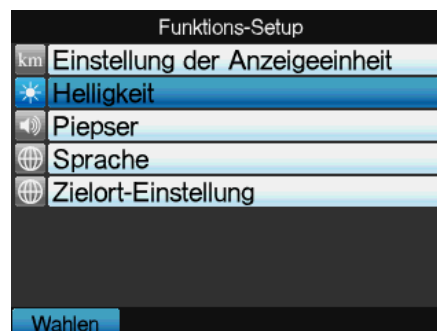 Funktions-Setup
km Einstellung der Anzeigeeinheit
Helligkeit
Piepser
Sprache
Zielort-Einstellung
Wahlen